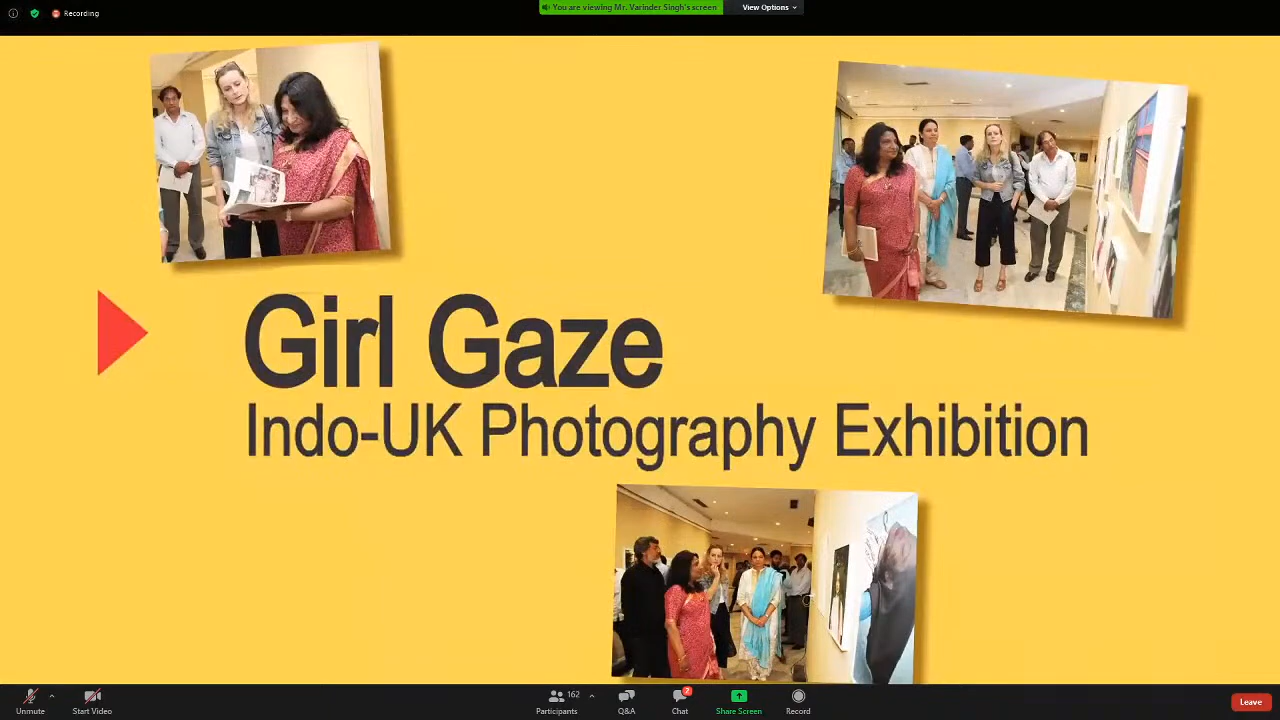 Recording
You are viewing Mr. Varinder Singh's screen
View Options
Girl Gaze
Indo-UK Photography Exhibition
Unmute
Start Video
162
Participants
Q&A
2
Chat
Share Screen
Record
Leave